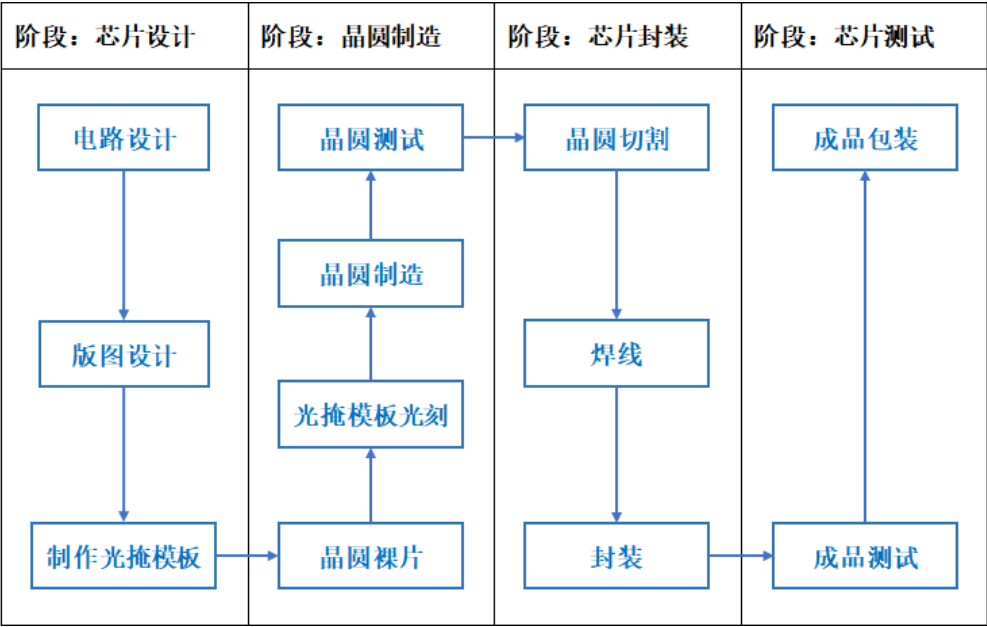 阶段：芯片设计
阶段：晶圆制造
阶段：芯片封装
阶段：芯片测试
电路设计
版图设计
制作光掩模板
晶圆测试
晶圆制造
光掩模板光刻
晶圆裸片
晶圆切割
焊线
封装
成品包装
成品测试